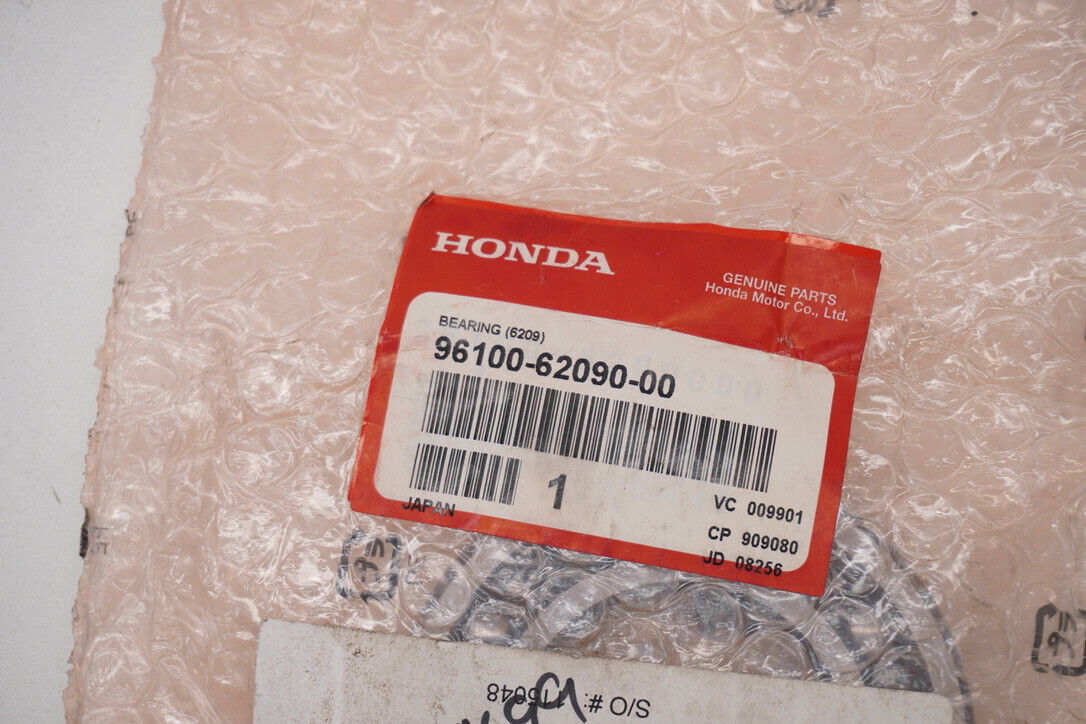 HONDA
GENUINE PARTS
Honda Motor Co., Ltd.
BEARING (6209)
96100-62090-00
1
VC 009901
JAPAN
CP 909080
JD 08256
S/O #: